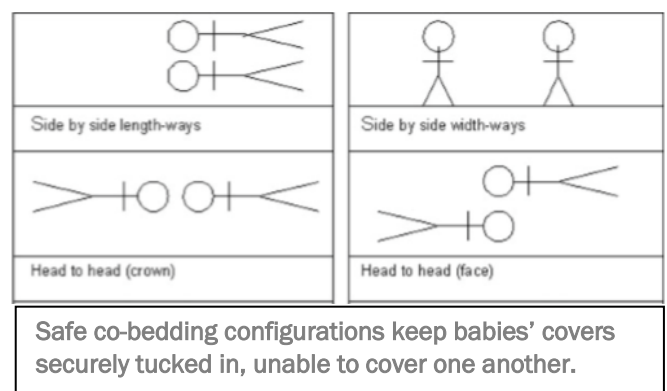 Side by side length-ways
Side by side width-ways
Head to head (crown)
Head to head (face)
Safe co-bedding configurations keep babies’ covers
securely tucked in, unable to cover one another.